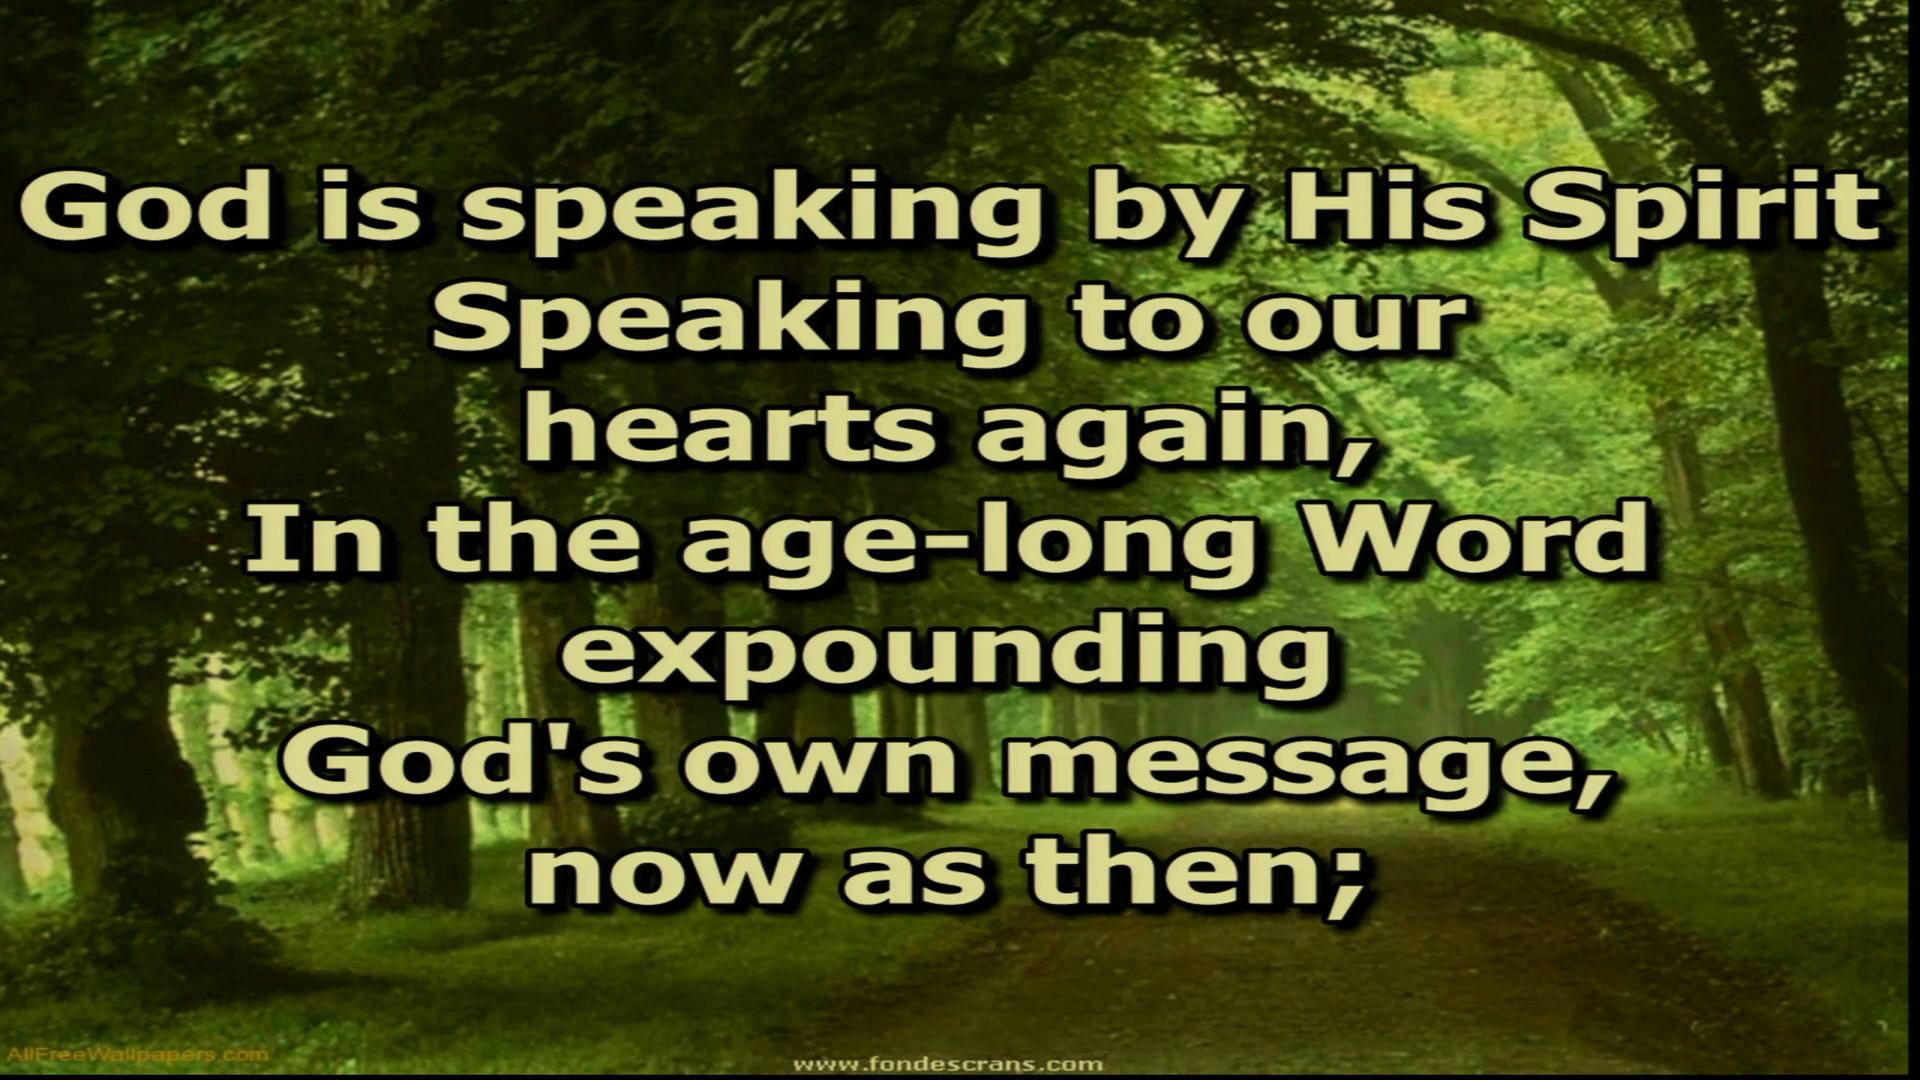 God is speaking by His Spirit
Speaking to our
hearts again,
In the age-long Word
expounding
God's own message,
now as then;
AllFreeWallpapers.com
www.fondescrans.com